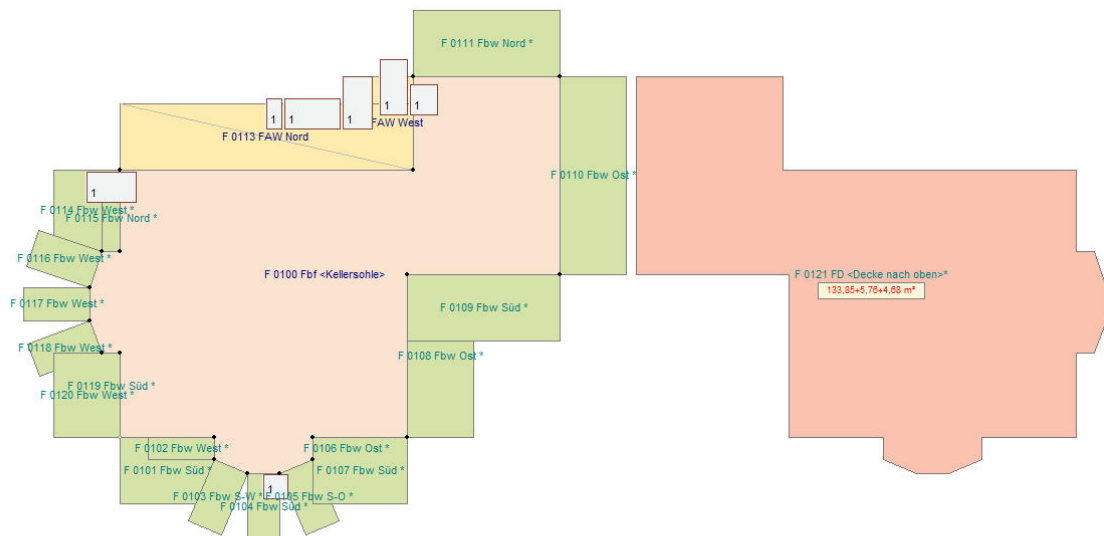 F 0111 Fbw Nord *
1
1
1
1
1
FAW West
F 0113 FAW Nord
F 0110 Fbw Ost *
1
F 0114 Fbw West *
F 0115 Fbw Nord *
F 0116 Fbw West *
F 0100 Fbf <Kellersohle>
F 0121 FD <Decke nach oben>*
133,85+5,76+4,68 m²
F 0117 Fbw West *
F 0109 Fbw Süd *
F 0118 Fbw West *
F 0108 Fbw Ost *
F 0119 Fbw Süd *
F 0120 Fbw West *
F 0102 Fbw West *
F 0106 Fbw Ost *
F 0101 Fbw Süd *
F 0107 Fbw Süd *
F 0103 Fbw S-W *
F 0105 Fbw S-O *
1
F 0104 Fbw Süd *